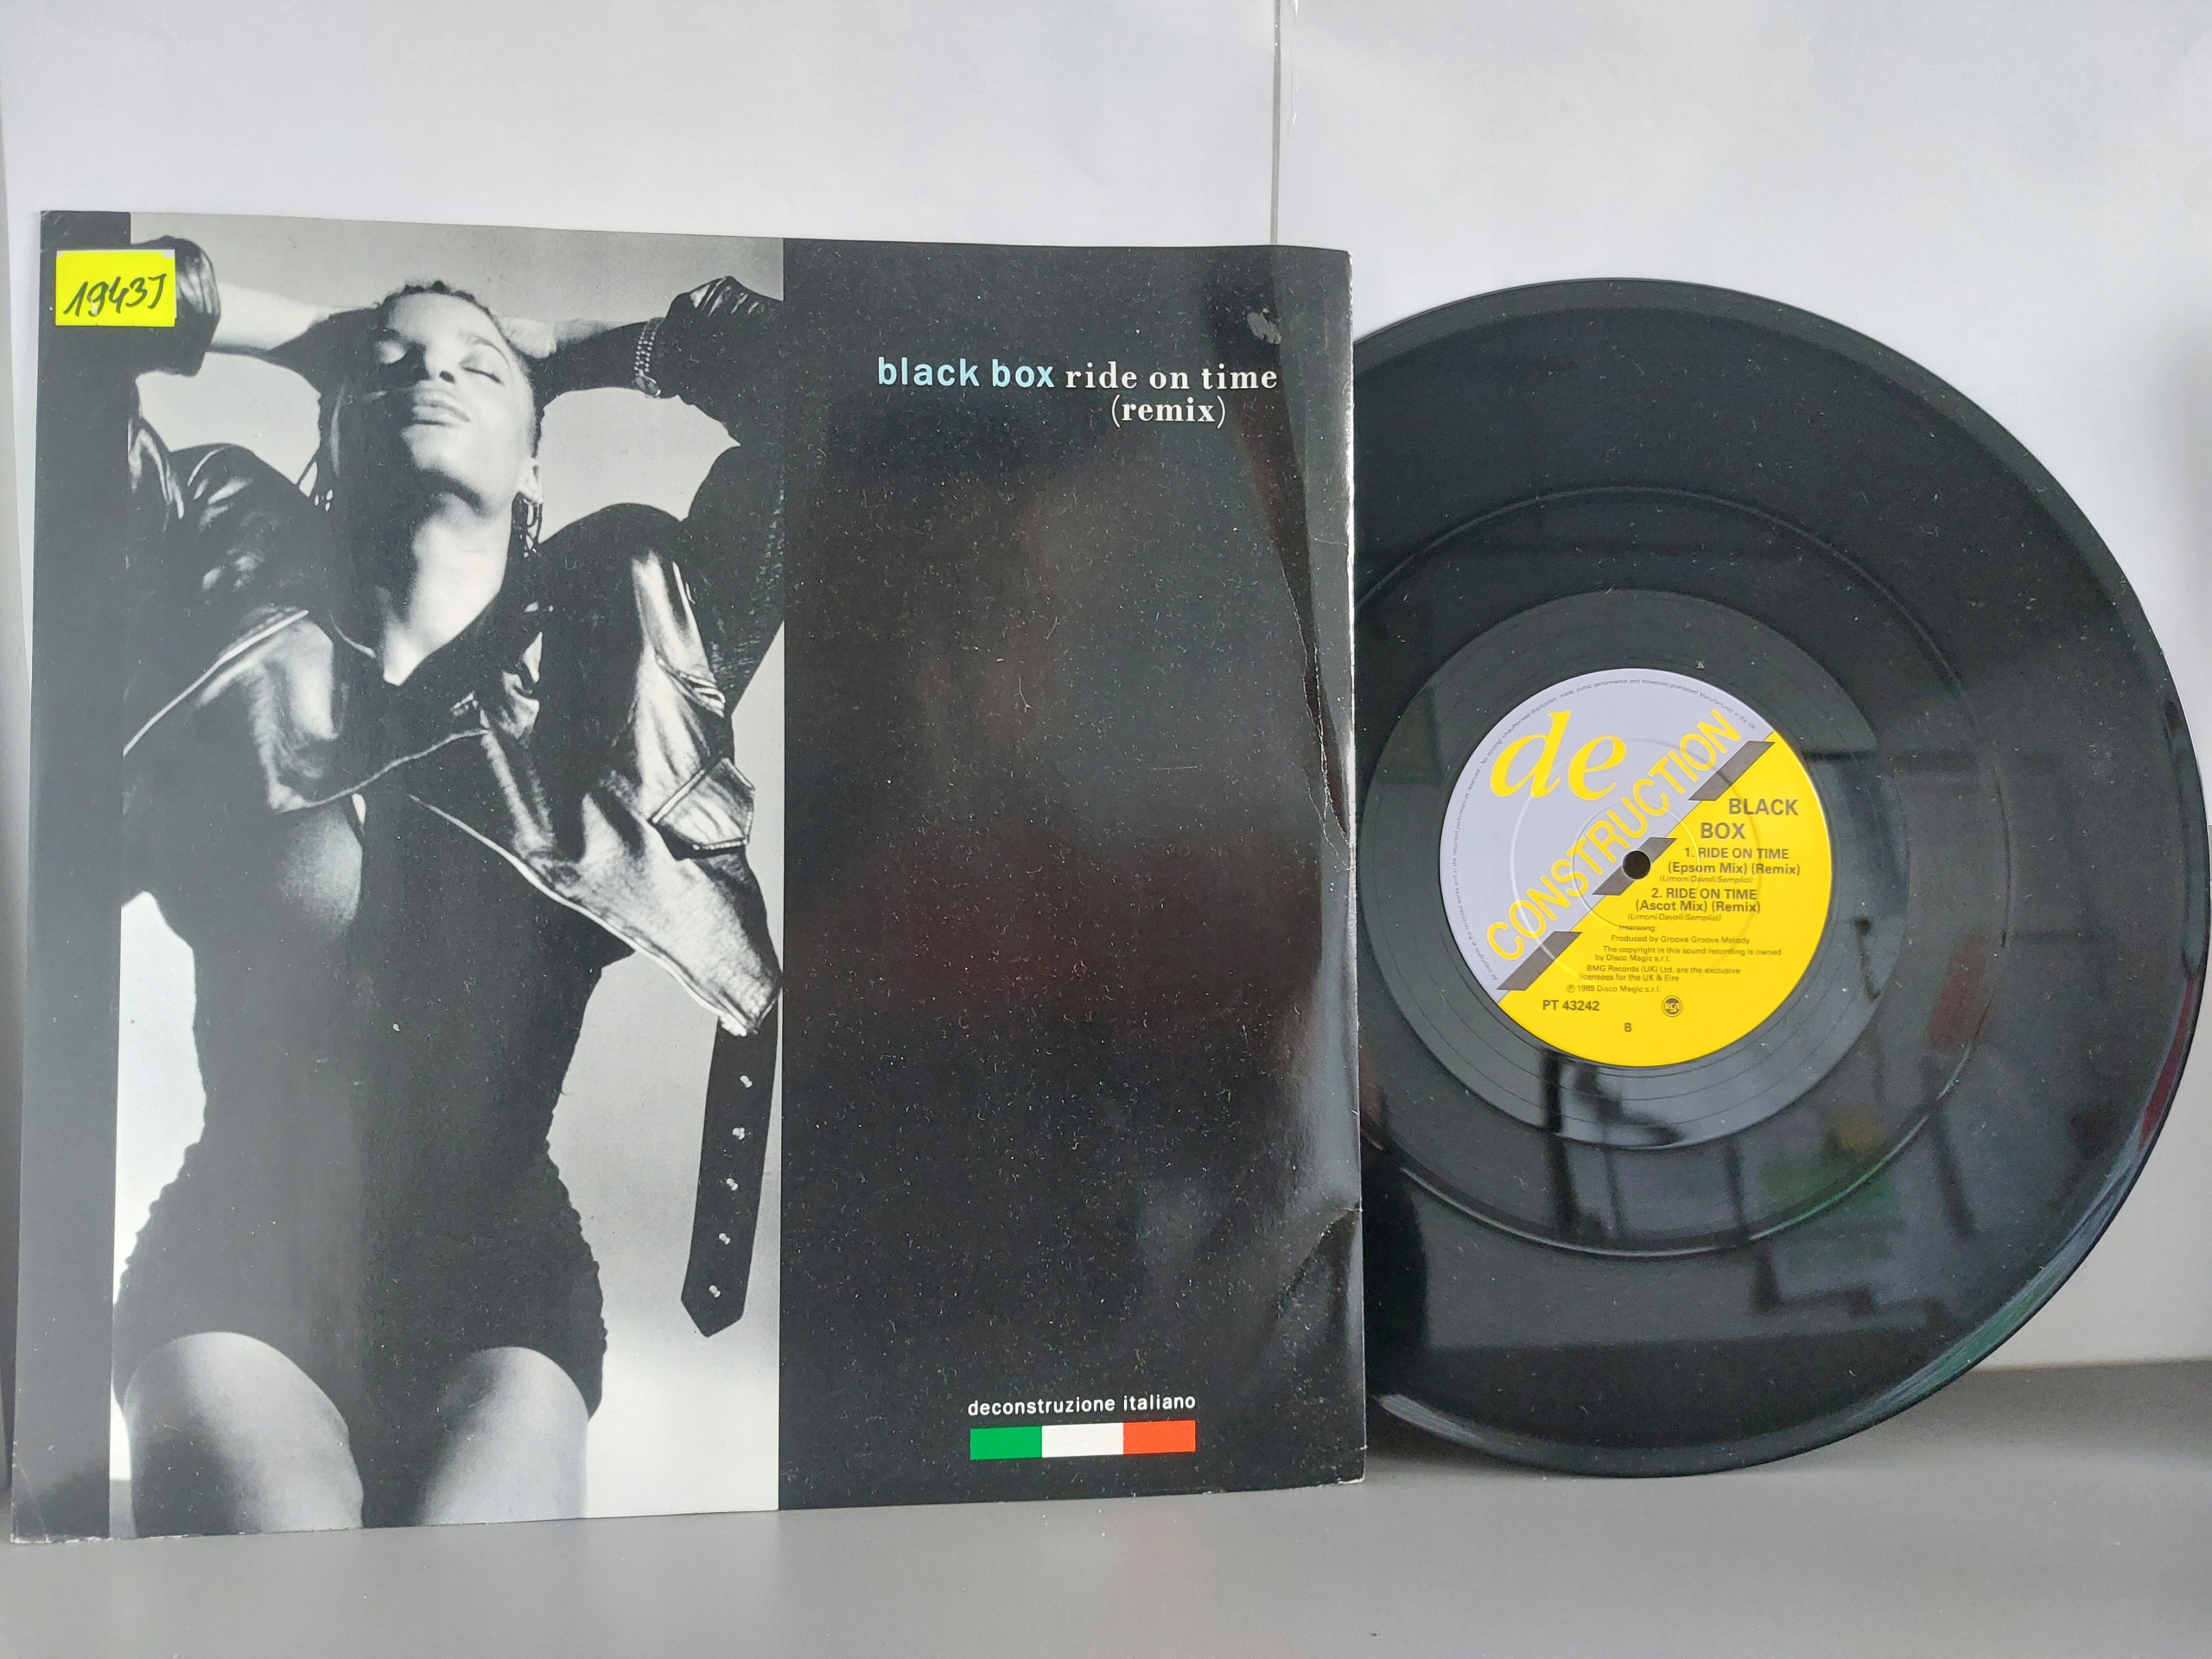 19437
black box ride on time
(remix)
deconstruzione italiano
de
CONSTRUCTION
BLACK
BOX
1. RIDE ON TIME
(Epsom Mix) (Remix)
(Limoni/Davoli/Semplici)
2. RIDE ON TIME
(Ascot Mix) (Remix)
(Limoni/Davoli/Semplici)
Intersong
Produced by Groove Groove Melody
The copyright in this sound recording is owned
by Disco Magic s.r.l.
BMG Records (UK) Ltd. are the exclusive
licensees for the UK & Eire
℗ 1989 Disco Magic s.r.l.
PT 43242
B